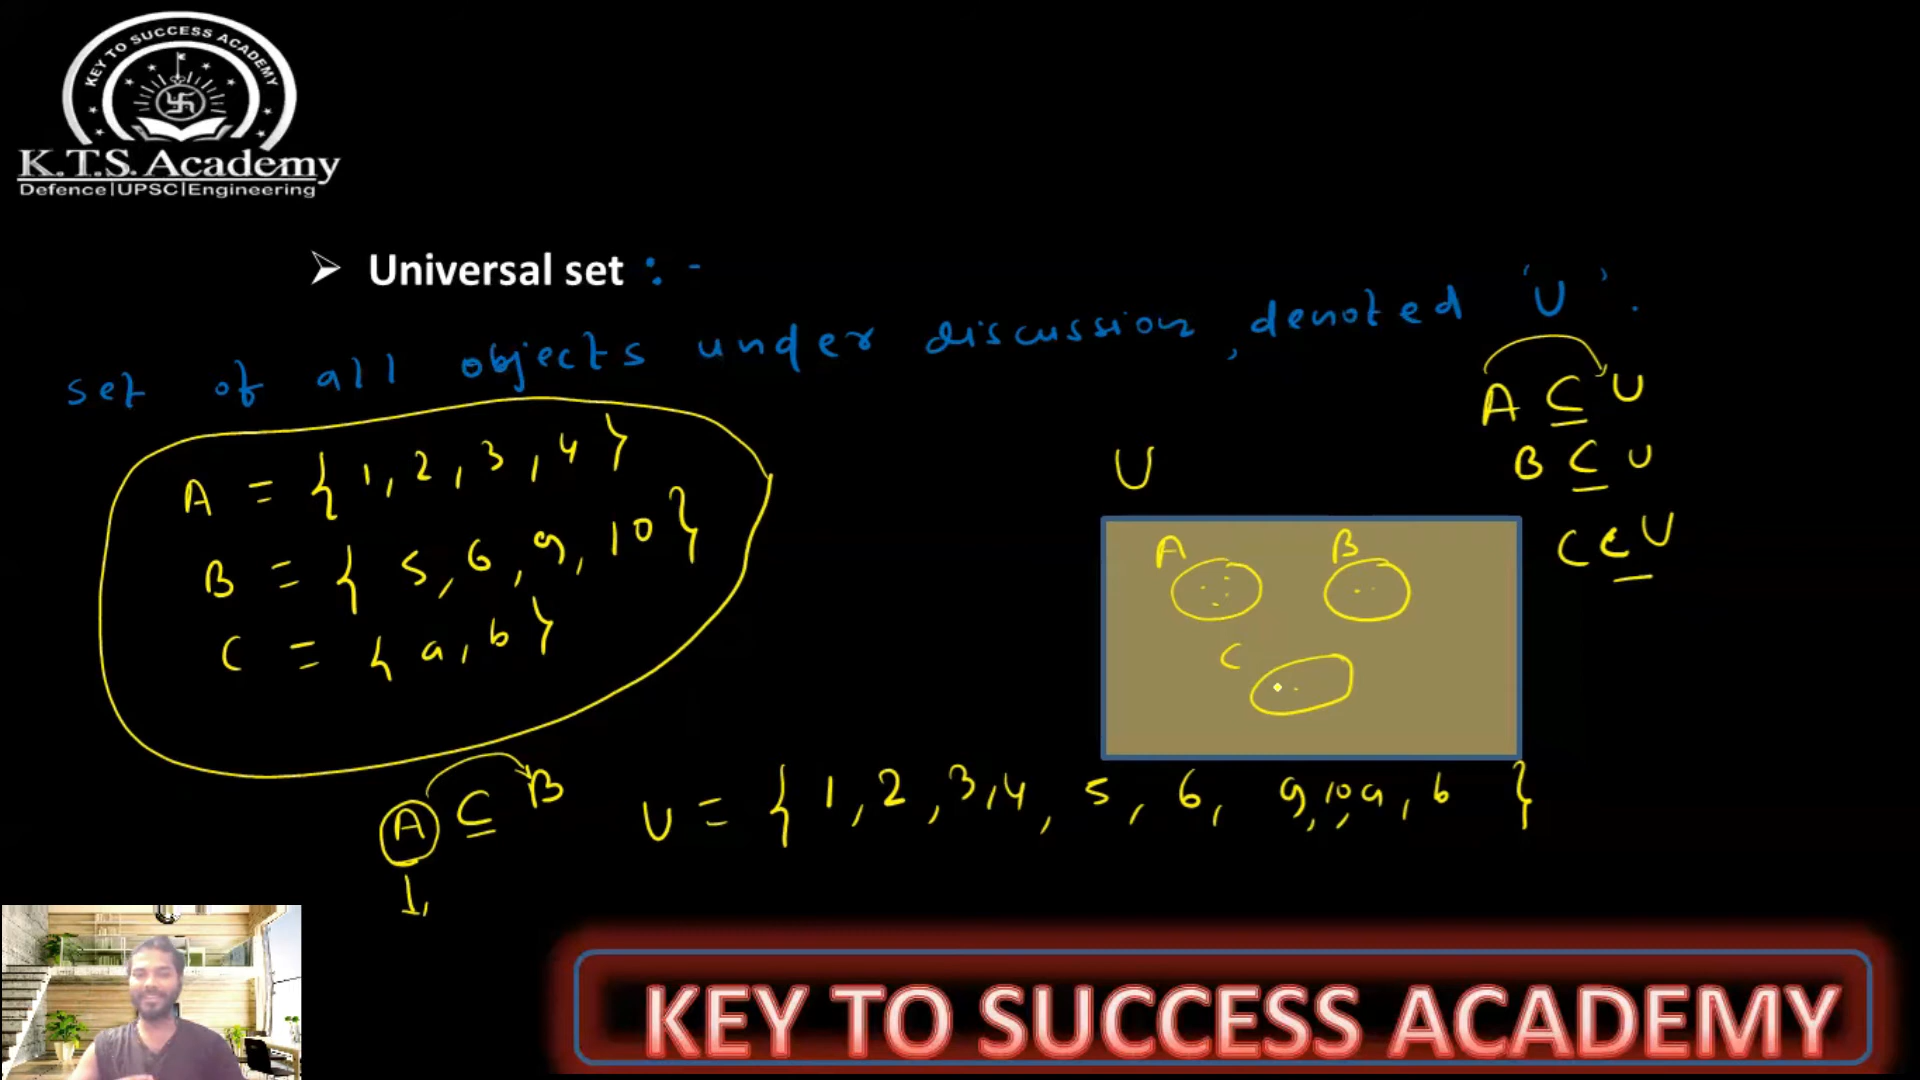 KEY TO SUCCESS ACADEMY
K.T.S. Academy
Defence|UPSC|Engineering
➤ Universal set : -
set of all objects under discussion, denoted 'U'.
A = {1, 2, 3, 4}
B = {5, 6, 9, 10}
C = {a, b}
A ⊆ U
B ⊆ U
C ⊆ U
U
A B
C
A ⊆ B
1,
U = {1, 2, 3, 4, 5, 6, 9, 10, a, b}
KEY TO SUCCESS ACADEMY